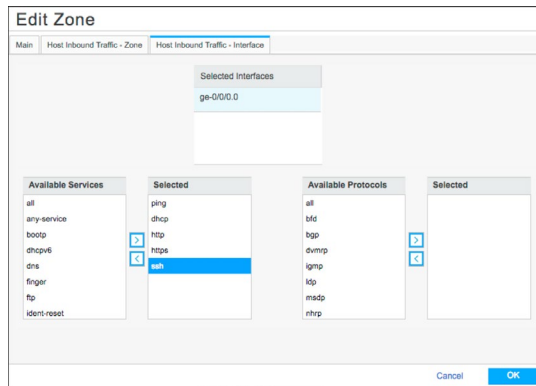 Edit Zone
Main Host Inbound Traffic - Zone Host Inbound Traffic - Interface
Selected Interfaces
ge-0/0/0.0
Available Services
all
any-service
bootp
dhcpv6
dns
finger
ftp
ident-reset
Selected
ping
dhcp
http
https
ssh
Available Protocols
all
bfd
bgp
dvmrp
igmp
ldp
msdp
nhrp
Selected
Cancel OK